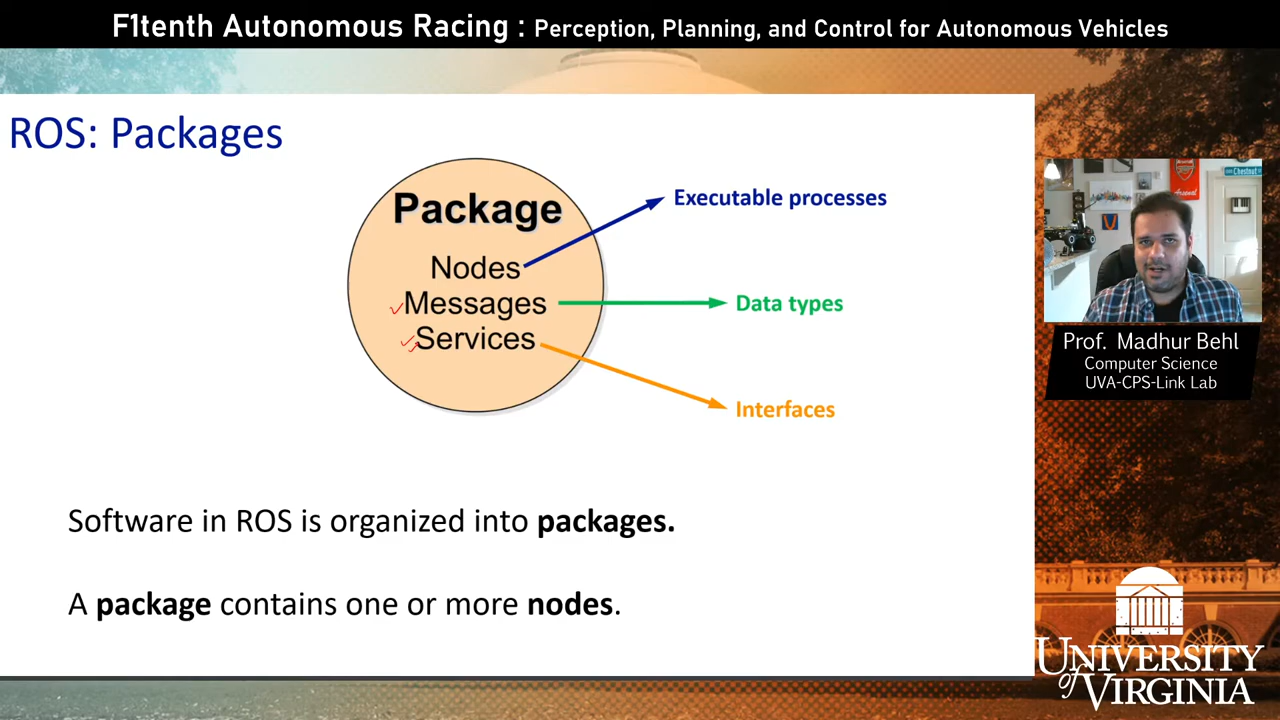 F1tenth Autonomous Racing : Perception, Planning, and Control for Autonomous Vehicles
ROS: Packages
Package
Nodes
Messages
Services
Executable processes
Data types
Interfaces
Software in ROS is organized into packages.
A package contains one or more nodes.
Chestnut
Arsenal
Prof. Madhur Behl
Computer Science
UVA-CPS-Link Lab
UNIVERSITY
of VIRGINIA